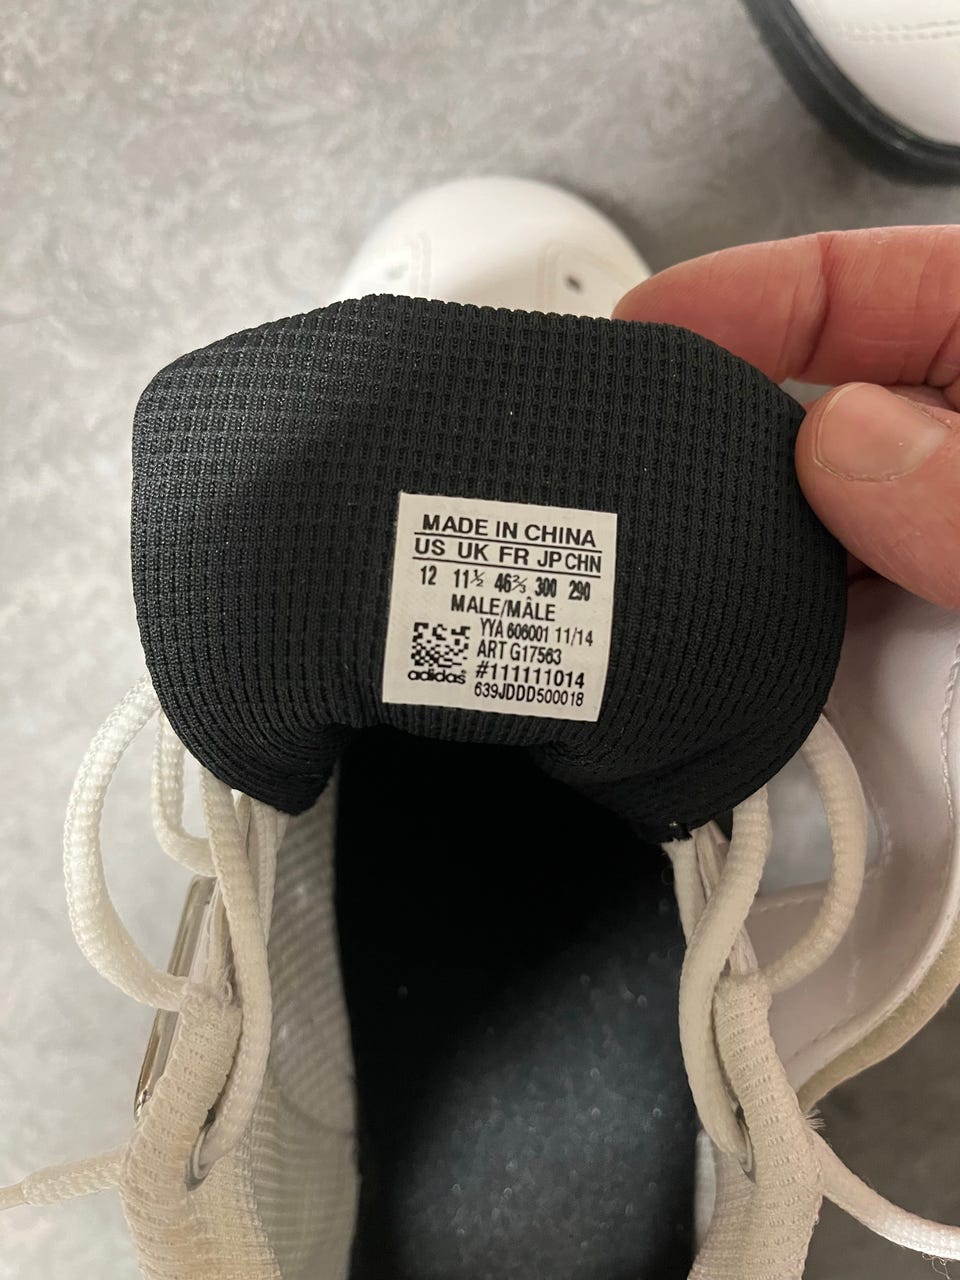 MADE IN CHINA
US UK FR JP CHN
12 11½ 46⅔ 300 290
MALE/MÂLE
YYA 606001 11/14
ART G17563
#111111014
adidas
639JDDD500018